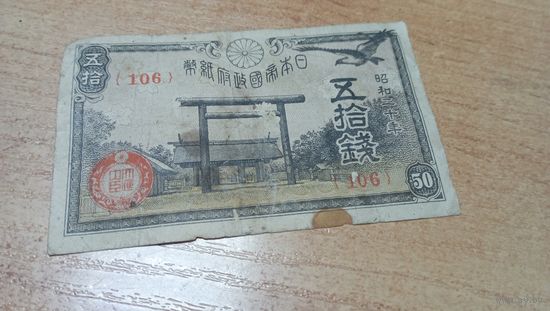 五拾
{106}
幣紙府政國帝本日
五拾錢
昭和二十年
{106}
50